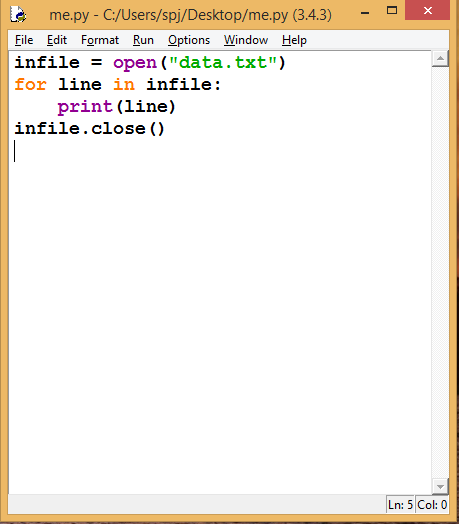 me.py - C:/Users/spj/Desktop/me.py (3.4.3)
File Edit Format Run Options Window Help
infile = open("data.txt")
for line in infile:
    print(line)
infile.close()
Ln: 5 Col: 0